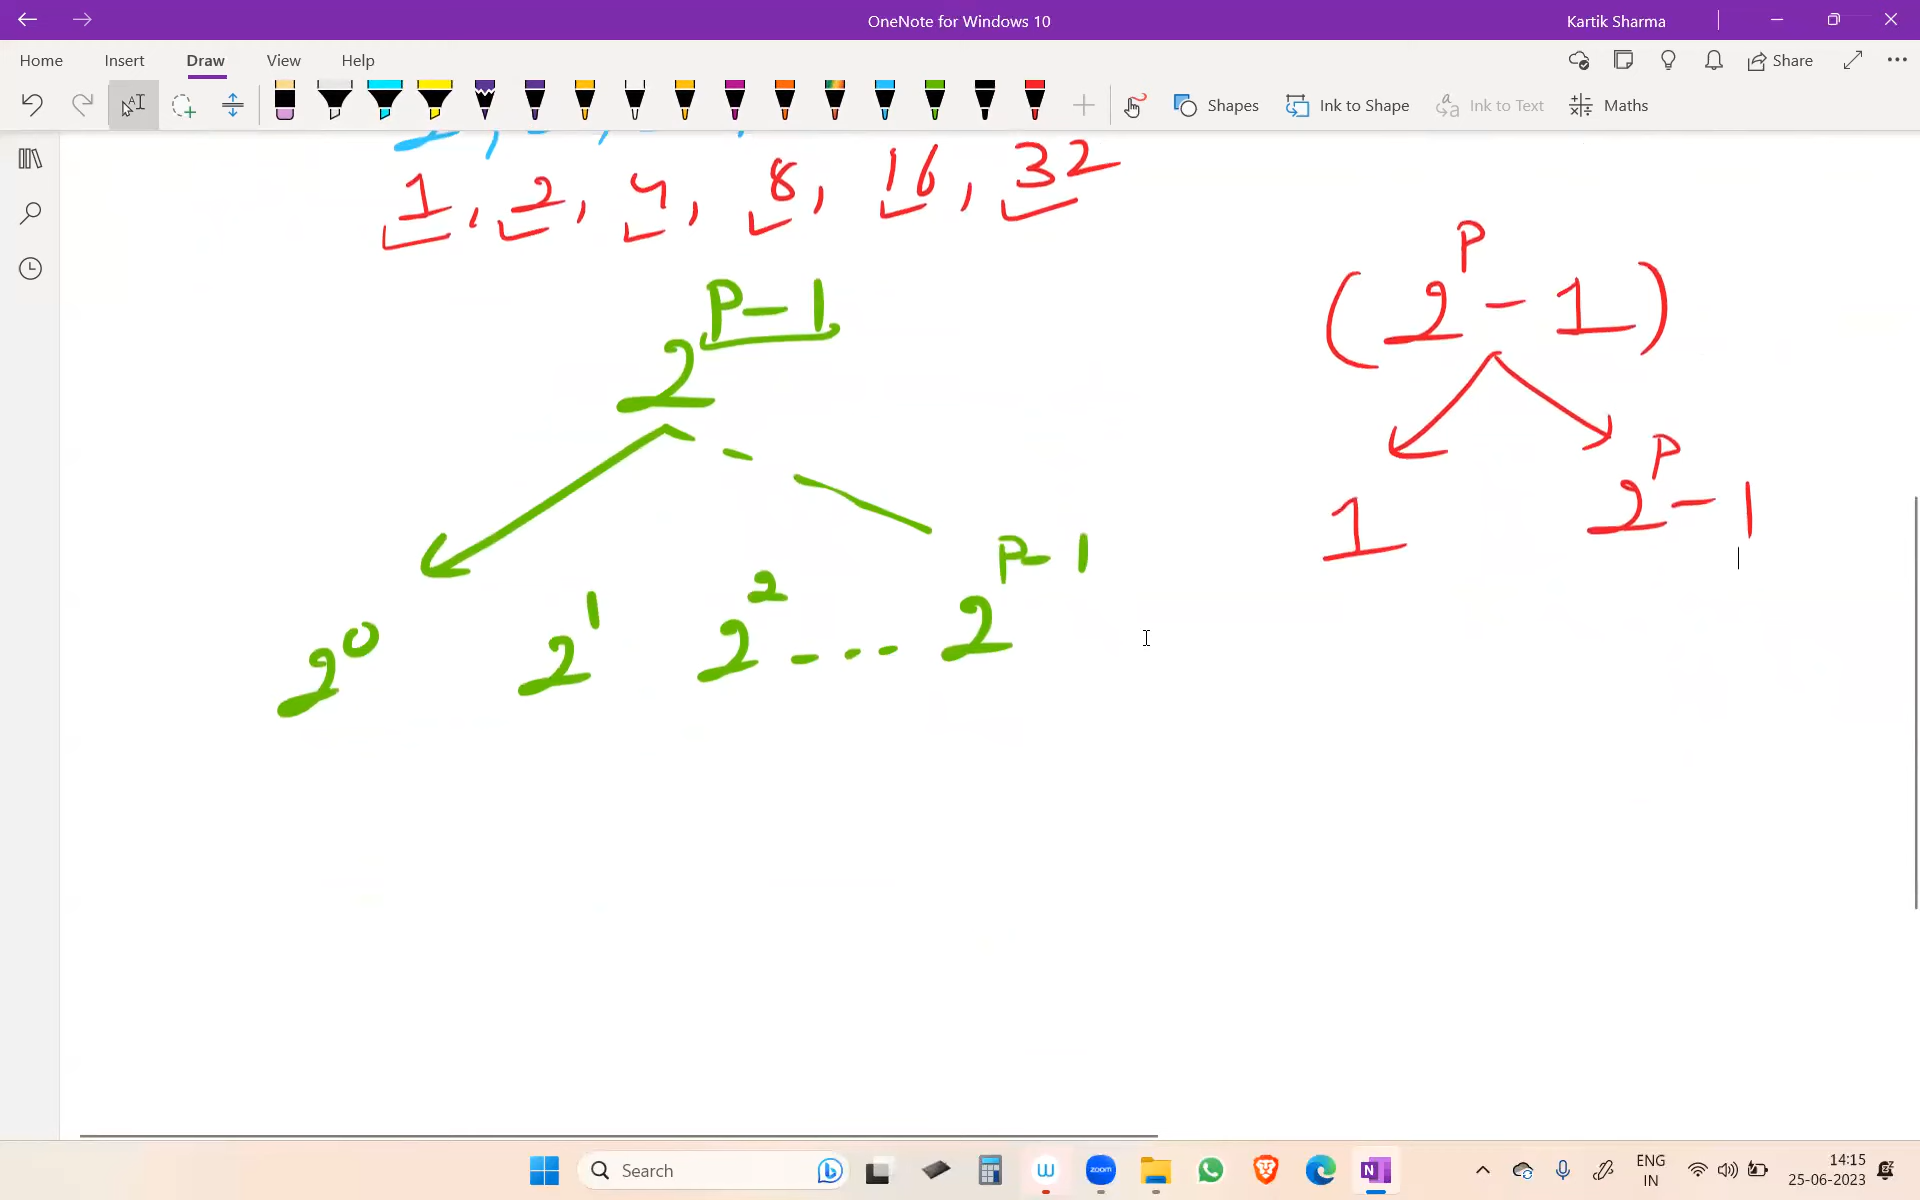 OneNote for Windows 10
Kartik Sharma
Home Insert Draw View Help
Share
Shapes
Ink to Shape
Ink to Text
Maths
1, 2, 4, 8, 16, 32
2^{P-1}
2^0 2^1 2^2 ---- 2^{P-1}
(2^P - 1)
1 2^P - 1
Search
zoom
ENG
IN
14:15
25-06-2023